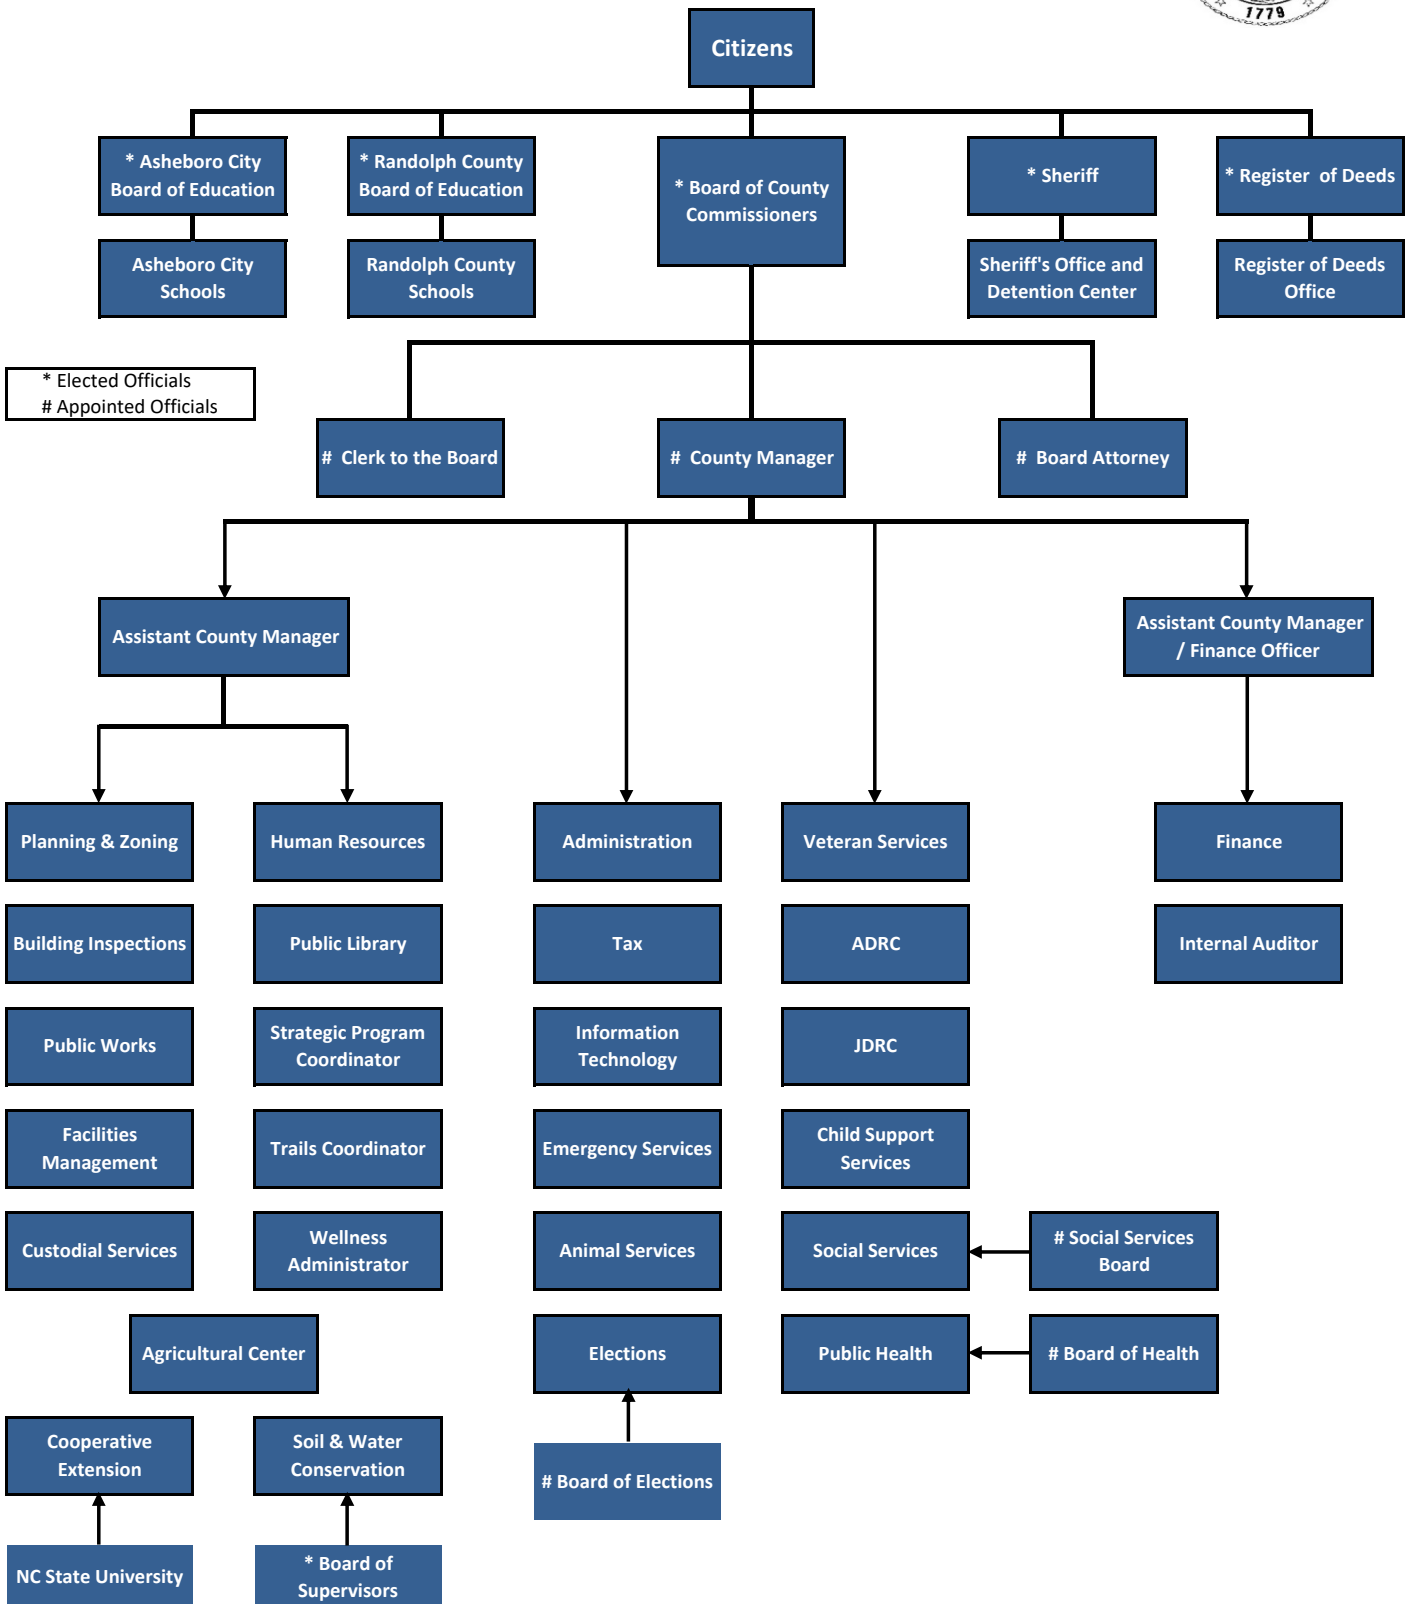 1779
Citizens
* Asheboro City
Board of Education
* Randolph County
Board of Education
* Board of County
Commissioners
* Sheriff
* Register  of Deeds
Asheboro City
Schools
Randolph County
Schools
Sheriff's Office and
Detention Center
Register of Deeds
Office
* Elected Officials
# Appointed Officials
#  Clerk to the Board
#  County Manager
#  Board Attorney
Assistant County Manager
Assistant County Manager
/ Finance Officer
Planning & Zoning
Human Resources
Administration
Veteran Services
Finance
Building Inspections
Public Library
Tax
ADRC
Internal Auditor
Public Works
Strategic Program
Coordinator
Information
Technology
JDRC
Facilities
Management
Trails Coordinator
Emergency Services
Child Support
Services
Custodial Services
Wellness
Administrator
Animal Services
Social Services
# Social Services
Board
Agricultural Center
Elections
Public Health
# Board of Health
Cooperative
Extension
Soil & Water
Conservation
# Board of Elections
NC State University
* Board of
Supervisors